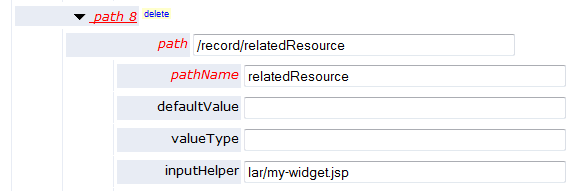 path 8 delete
path /record/relatedResource
pathName relatedResource
defaultValue
valueType
inputHelper lar/my-widget.jsp